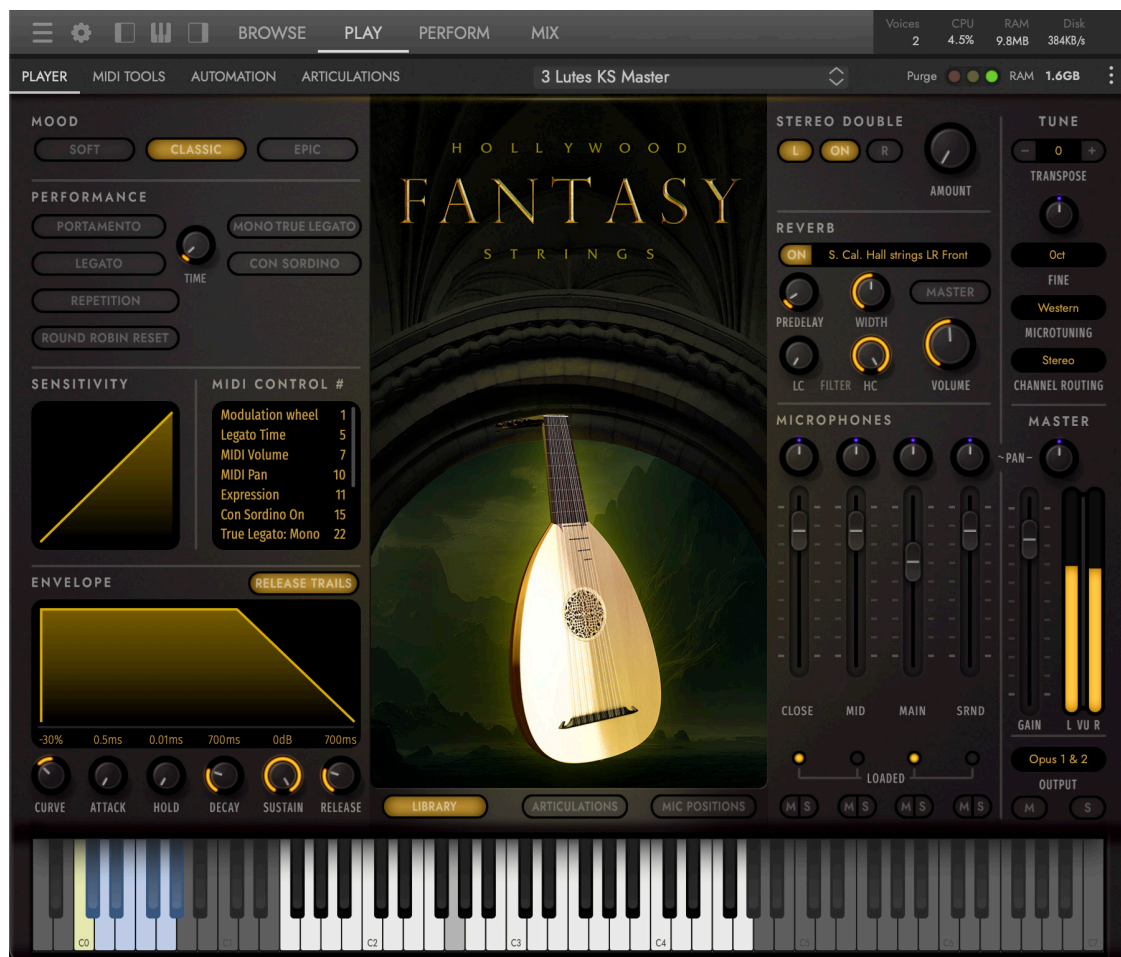 BROWSE PLAY PERFORM MIX
Voices CPU RAM Disk
2 4.5% 9.8MB 384KB/s
PLAYER MIDI TOOLS AUTOMATION ARTICULATIONS
3 Lutes KS Master
Purge RAM 1.6GB
MOOD
SOFT CLASSIC EPIC
PERFORMANCE
PORTAMENTO MONO TRUE LEGATO
LEGATO CON SORDINO
TIME
REPETITION
ROUND ROBIN RESET
SENSITIVITY
MIDI CONTROL #
Modulation wheel 1
Legato Time 5
MIDI Volume 7
MIDI Pan 10
Expression 11
Con Sordino On 15
True Legato: Mono 22
ENVELOPE RELEASE TRAILS
-30% 0.5ms 0.01ms 700ms 0dB 700ms
CURVE ATTACK HOLD DECAY SUSTAIN RELEASE
HOLLYWOOD
FANTASY
STRINGS
LIBRARY ARTICULATIONS MIC POSITIONS
STEREO DOUBLE
L ON R
AMOUNT
REVERB
ON S. Cal. Hall strings LR Front
MASTER
PREDELAY WIDTH
LC FILTER HC VOLUME
MICROPHONES
~PAN-
CLOSE MID MAIN SRND
LOADED
M S M S M S M S
TUNE
− 0 +
TRANSPOSE
0ct
FINE
Western
MICROTUNING
Stereo
CHANNEL ROUTING
MASTER
GAIN L VU R
Opus 1 & 2
OUTPUT
M S
C0 C1 C2 C3 C4 C5 C6 C7